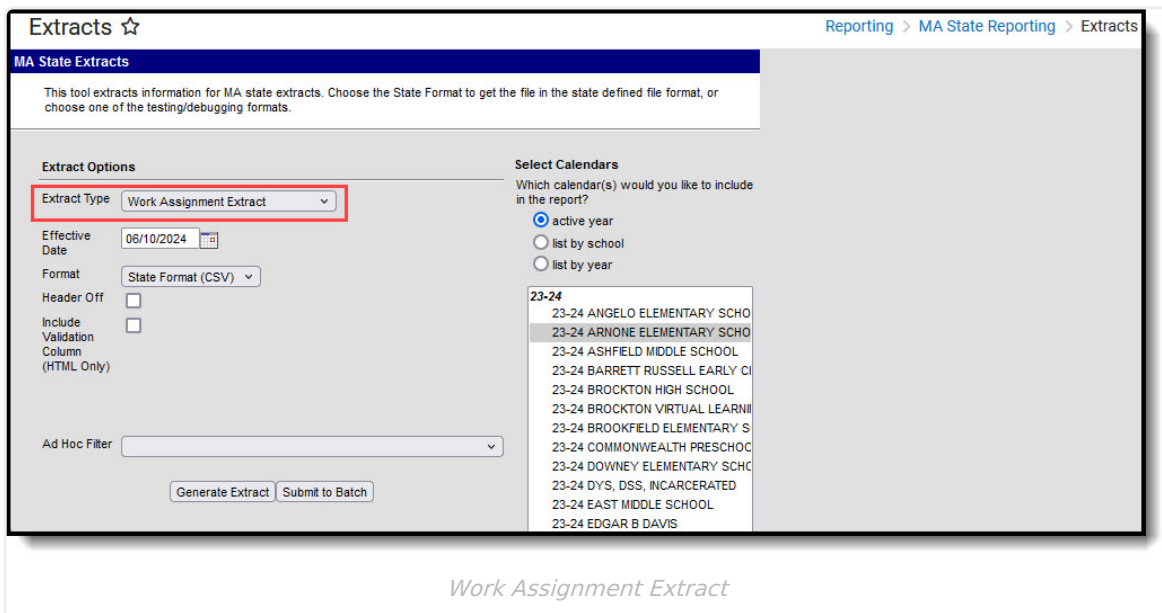 Extracts
Reporting > MA State Reporting > Extracts
MA State Extracts
This tool extracts information for MA state extracts. Choose the State Format to get the file in the state defined file format, or
choose one of the testing/debugging formats.
Extract Options
Extract Type Work Assignment Extract
Effective
Date
06/10/2024
Format State Format (CSV)
Header Off
Include
Validation
Column
(HTML Only)
Ad Hoc Filter
Generate Extract Submit to Batch
Select Calendars
Which calendar(s) would you like to include
in the report?
active year
list by school
list by year
23-24
23-24 ANGELO ELEMENTARY SCHO
23-24 ARNONE ELEMENTARY SCHO
23-24 ASHFIELD MIDDLE SCHOOL
23-24 BARRETT RUSSELL EARLY CI
23-24 BROCKTON HIGH SCHOOL
23-24 BROCKTON VIRTUAL LEARNI
23-24 BROOKFIELD ELEMENTARY S
23-24 COMMONWEALTH PRESCHOO
23-24 DOWNEY ELEMENTARY SCHO
23-24 DYS, DSS, INCARCERATED
23-24 EAST MIDDLE SCHOOL
23-24 EDGAR B DAVIS
Work Assignment Extract